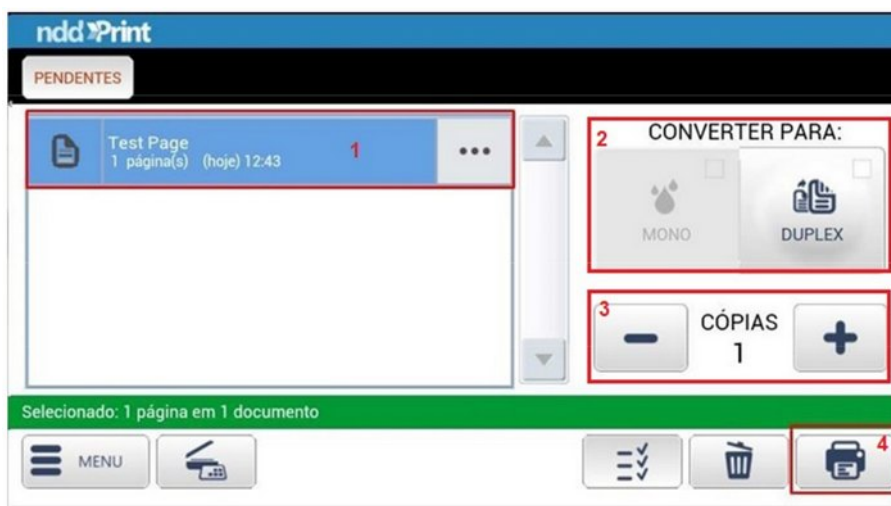 ndd Print
PENDENTES
Test Page
1 página(s) (hoje) 12:43
1
2
CONVERTER PARA:
MONO
DUPLEX
3
CÓPIAS
1
Selecionado: 1 página em 1 documento
MENU
4